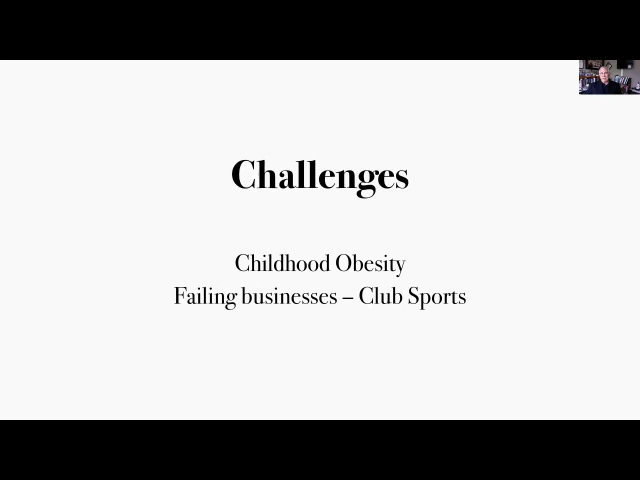 Challenges
Childhood Obesity
Failing businesses – Club Sports